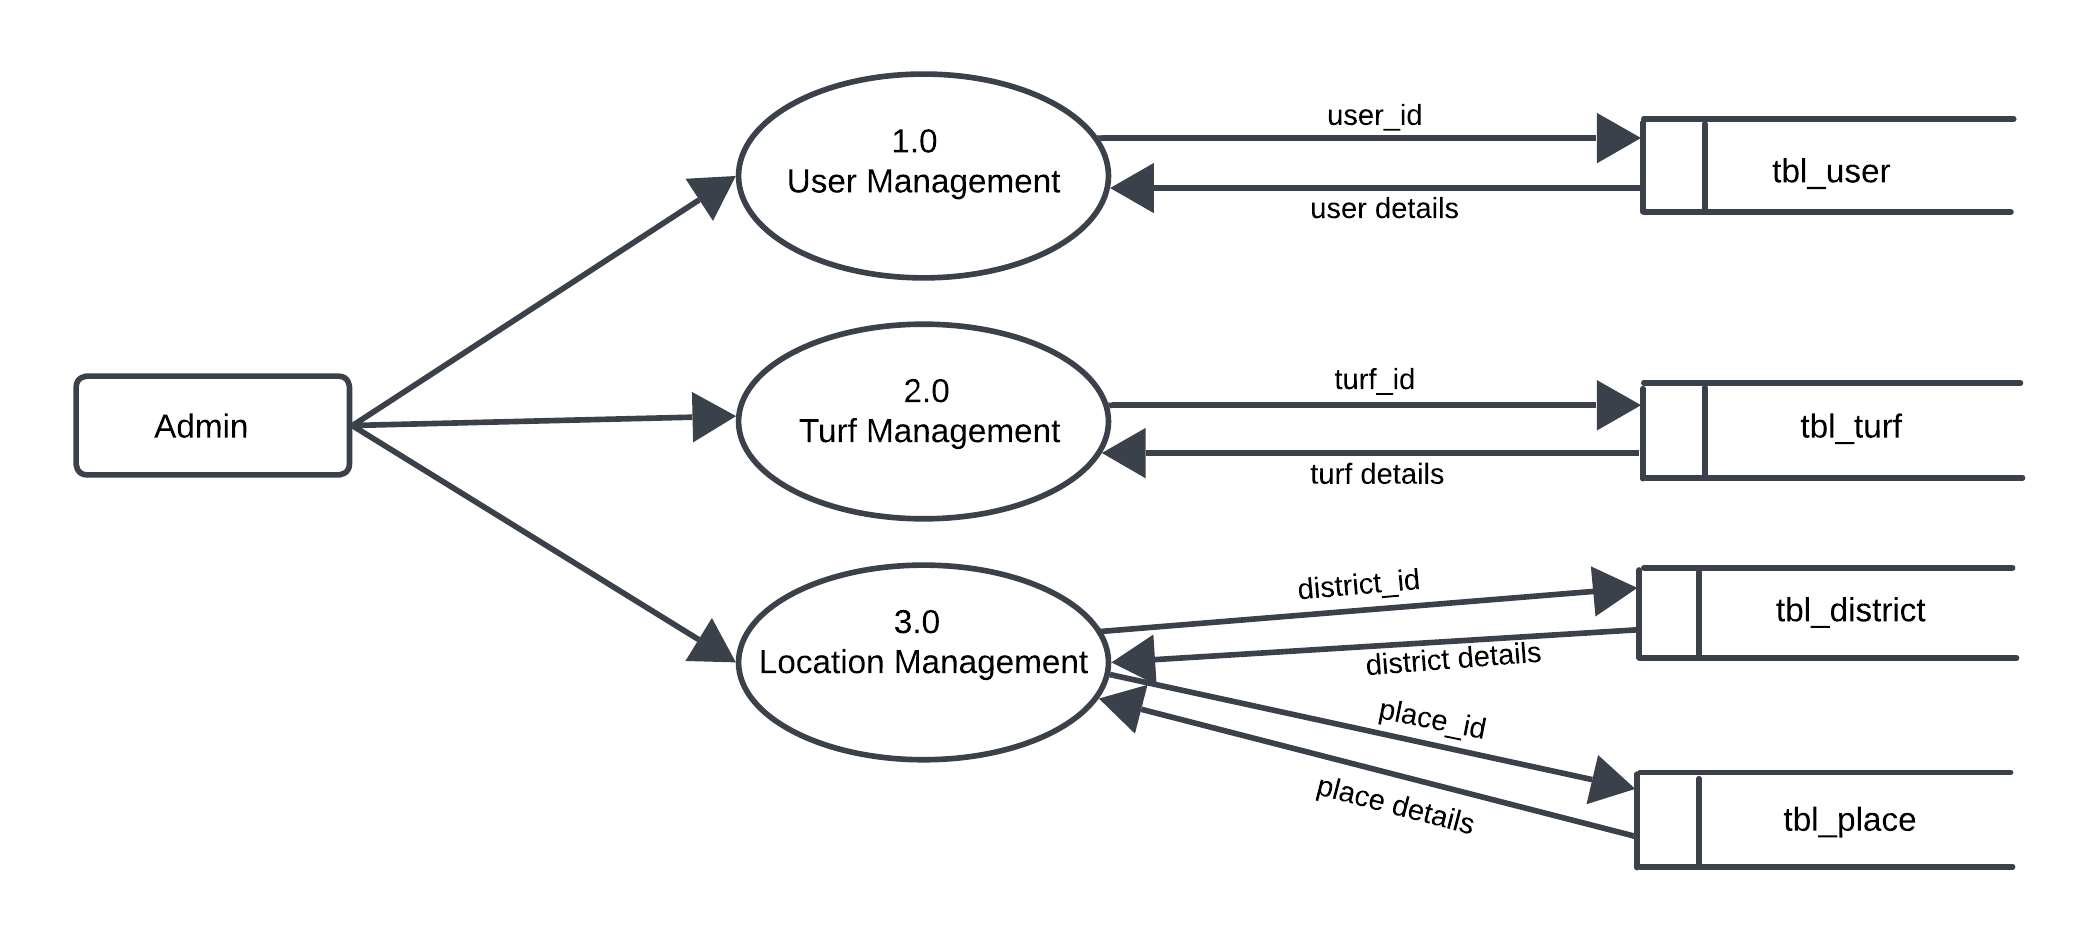 Admin
1.0
User Management
user_id
user details
tbl_user
2.0
Turf Management
turf_id
turf details
tbl_turf
3.0
Location Management
district_id
district details
tbl_district
place_id
place details
tbl_place